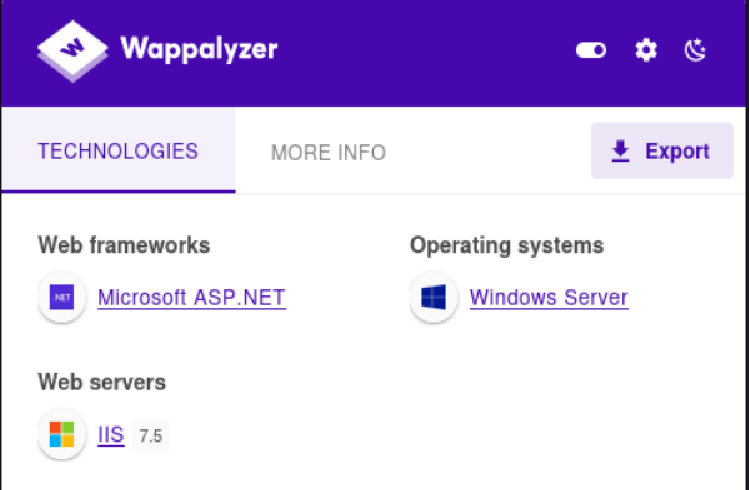 Wappalyzer
TECHNOLOGIES
MORE INFO
Export
Web frameworks
Operating systems
.NET
Microsoft ASP.NET
Windows Server
Web servers
IIS 7.5